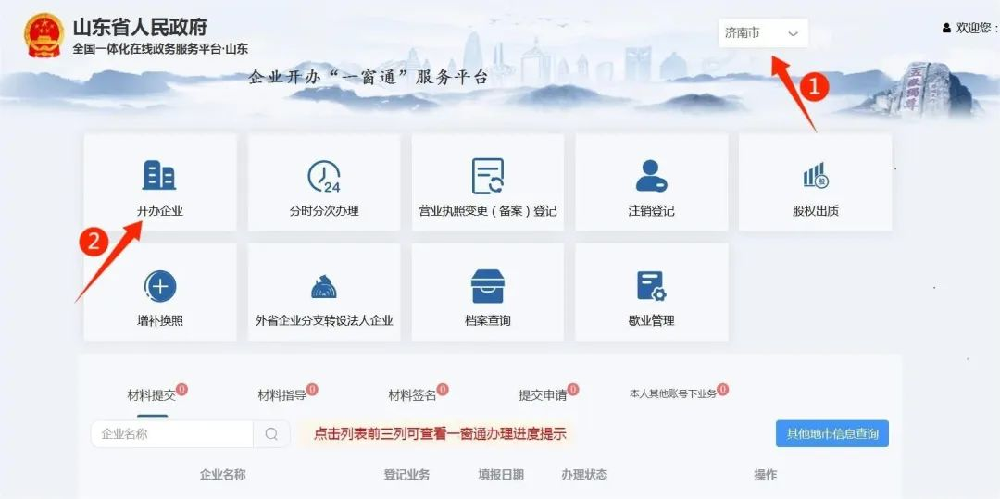 山东省人民政府
全国一体化在线政务服务平台·山东
企业开办“一窗通”服务平台
济南市
欢迎您：
1
五岳独尊
开办企业
分时分次办理
24
营业执照变更（备案）登记
注销登记
股权出质
股
2
增补换照
外省企业分支转设法人企业
档案查询
歇业管理
材料提交 0
材料指导 0
材料签名 0
提交申请 0
本人其他账号下业务 0
企业名称
点击列表前三列可查看一窗通办理进度提示
其他地市信息查询
企业名称 登记业务 填报日期 办理状态 操作